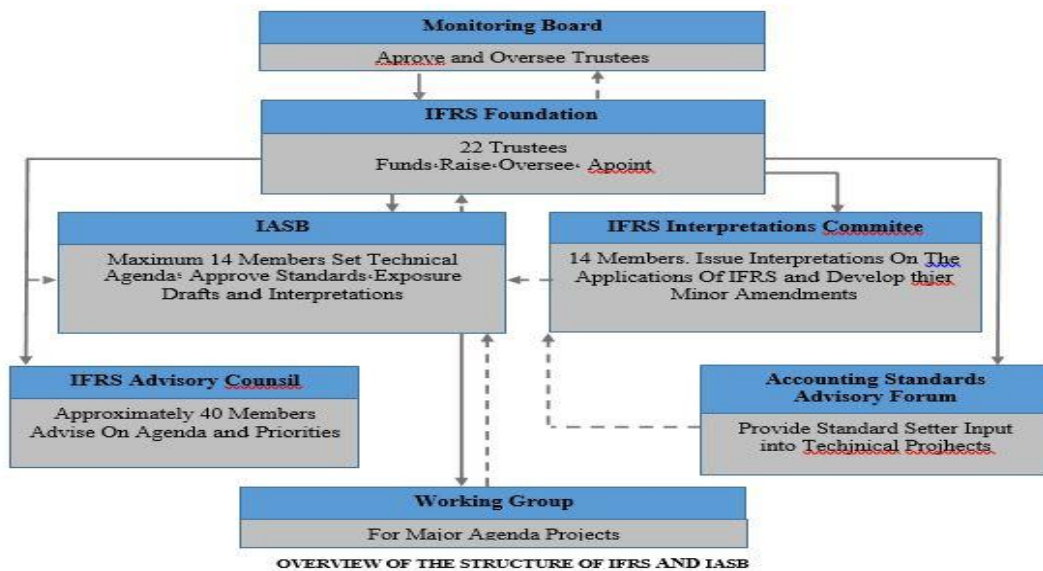 Monitoring Board
Aprove and Oversee Trustees
IFRS Foundation
22 Trustees
Funds،Raise،Oversee، Apoint
IASB
Maximum 14 Members Set Technical
Agenda، Approve Standards،Exposure
Drafts and Interpretations
IFRS Interpretations Commitee
14 Members. Issue Interpretations On The
Applications Of IFRS and Develop thjer
Minor Amendments
IFRS Advisory Counsil
Approximately 40 Members
Advise On Agenda and Priorities
Accounting Standards
Advisory Forum
Provide Standard Setter Input
into Techjnical Projhects
Working Group
For Major Agenda Projects
OVERVIEW OF THE STRUCTURE OF IFRS AND IASB